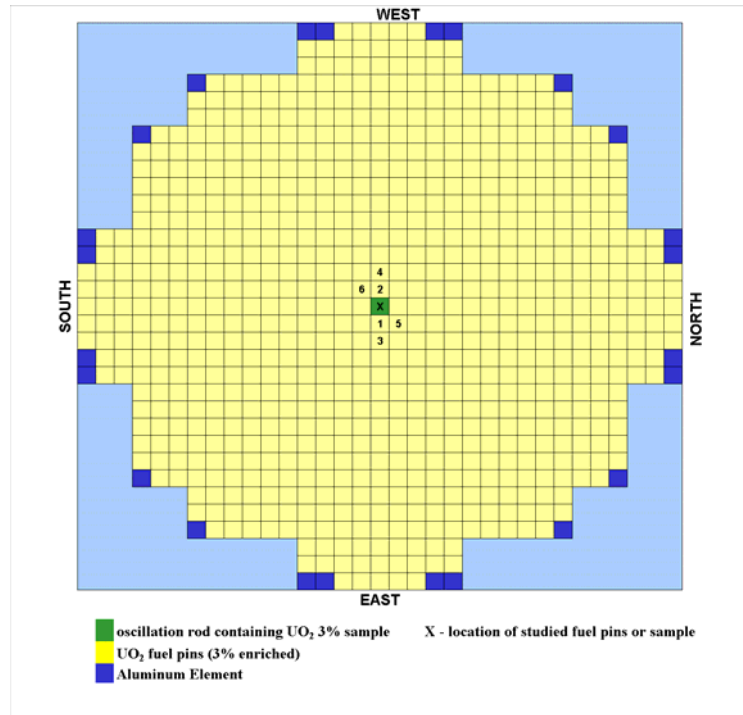 WEST
4
6 2
SOUTH X NORTH
1 5
3
EAST
oscillation rod containing UO₂ 3% sample X - location of studied fuel pins or sample
UO₂ fuel pins (3% enriched)
Aluminum Element